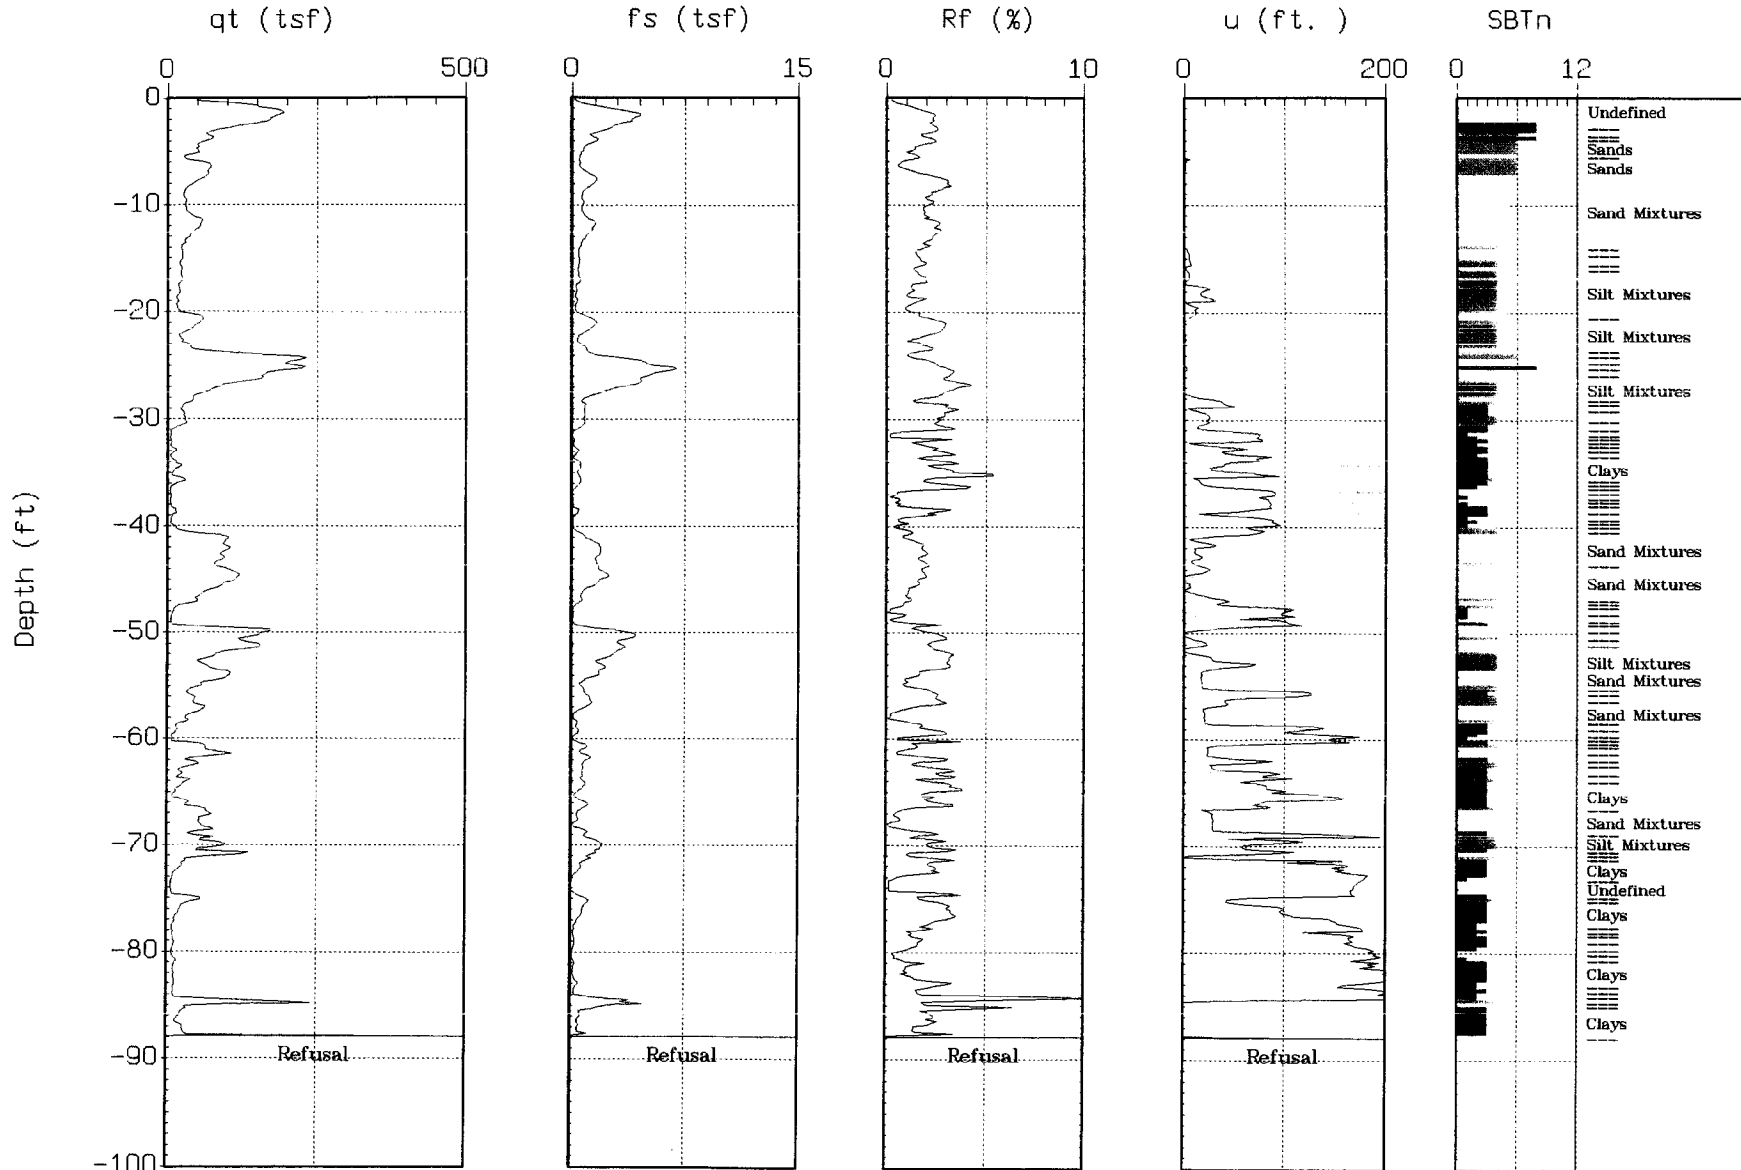 qt (tsf) fs (tsf) Rf (%) u (ft. ) SBTn
0 500 0 15 0 10 0 200 0 12
0
Undefined
Sands
Sands
-10
Sand Mixtures
Silt Mixtures
-20
Silt Mixtures
Silt Mixtures
-30
Clays
Depth (ft)
-40
Sand Mixtures
Sand Mixtures
-50
Silt Mixtures
Sand Mixtures
Sand Mixtures
-60
Clays
Sand Mixtures
-70
Silt Mixtures
Clays
Undefined
Clays
-80
Clays
Clays
-90
Refusal Refusal Refusal Refusal
-100